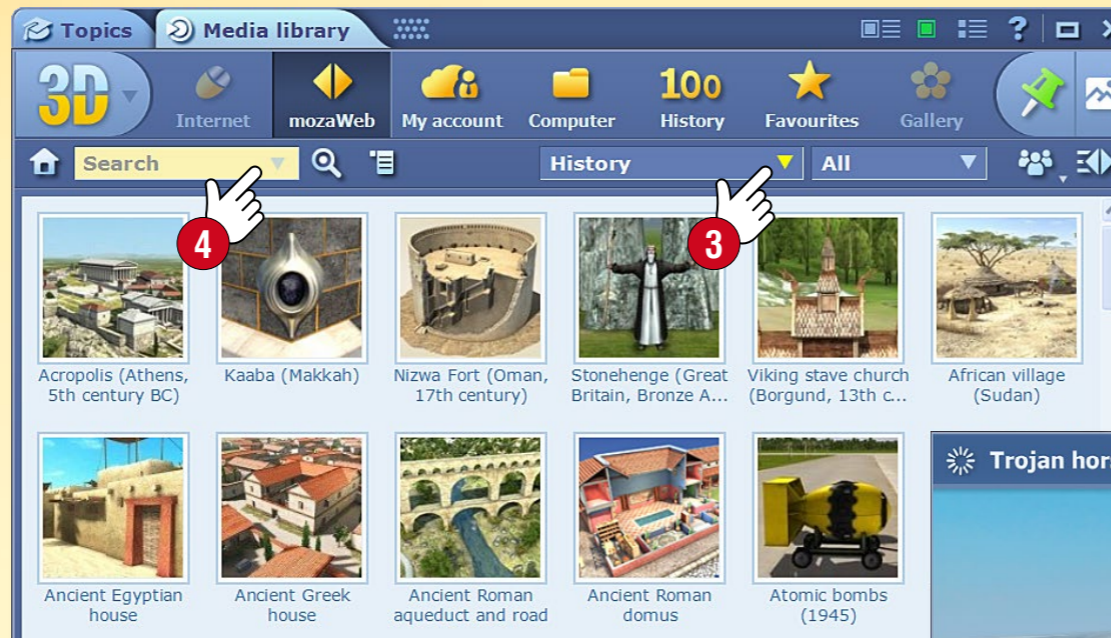 Topics
Media library
?
3D
Internet
mozaWeb
My account
Computer
100
History
Favourites
Gallery
Search
History
All
4
3
Acropolis (Athens,
5th century BC)
Kaaba (Makkah)
Nizwa Fort (Oman,
17th century)
Stonehenge (Great
Britain, Bronze A...
Viking stave church
(Borgund, 13th c...
African village
(Sudan)
Trojan hors
Ancient Egyptian
house
Ancient Greek
house
Ancient Roman
aqueduct and road
Ancient Roman
domus
Atomic bombs
(1945)